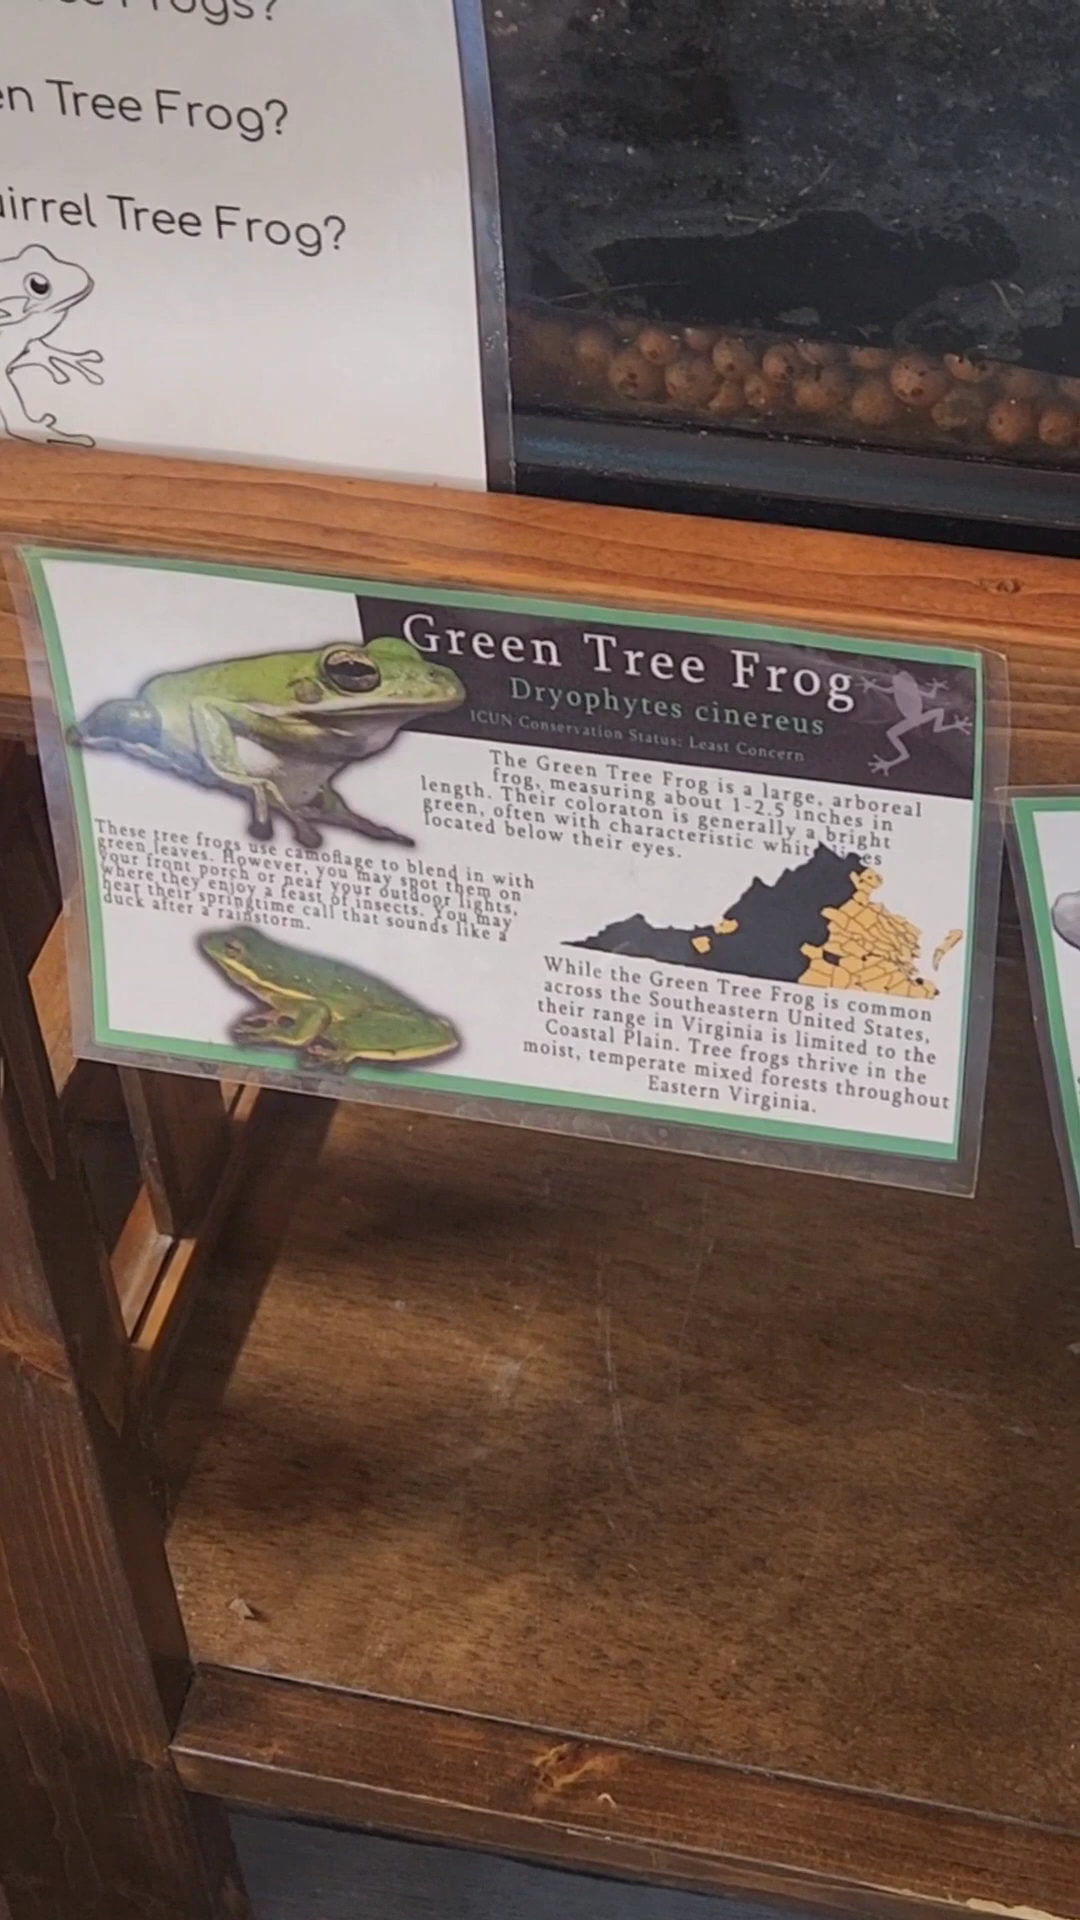 Frogs?
Tree Frog?
Tree Frog?
Green Tree Frog
Dryophytes cinereus
ICUN Conservation Status: Least Concern
The Green Tree Frog is a large, arboreal
frog, measuring about 1-2.5 inches in
length. Their coloraton is generally a bright
green, often with characteristic
located below their eyes.
These tree frogs use camoflage to blend in with
green leaves. However, you may spot them on
your front porch or near your outdoor lights,
where they enjoy a feast of insects. You may
hear their springtime call that sounds like a
duck after a rainstorm.
While the Green Tree Frog is common
across the Southeastern United States,
their range in Virginia is limited to the
Coastal Plain. Tree frogs thrive in the
moist, temperate mixed forests throughout
Eastern Virginia.